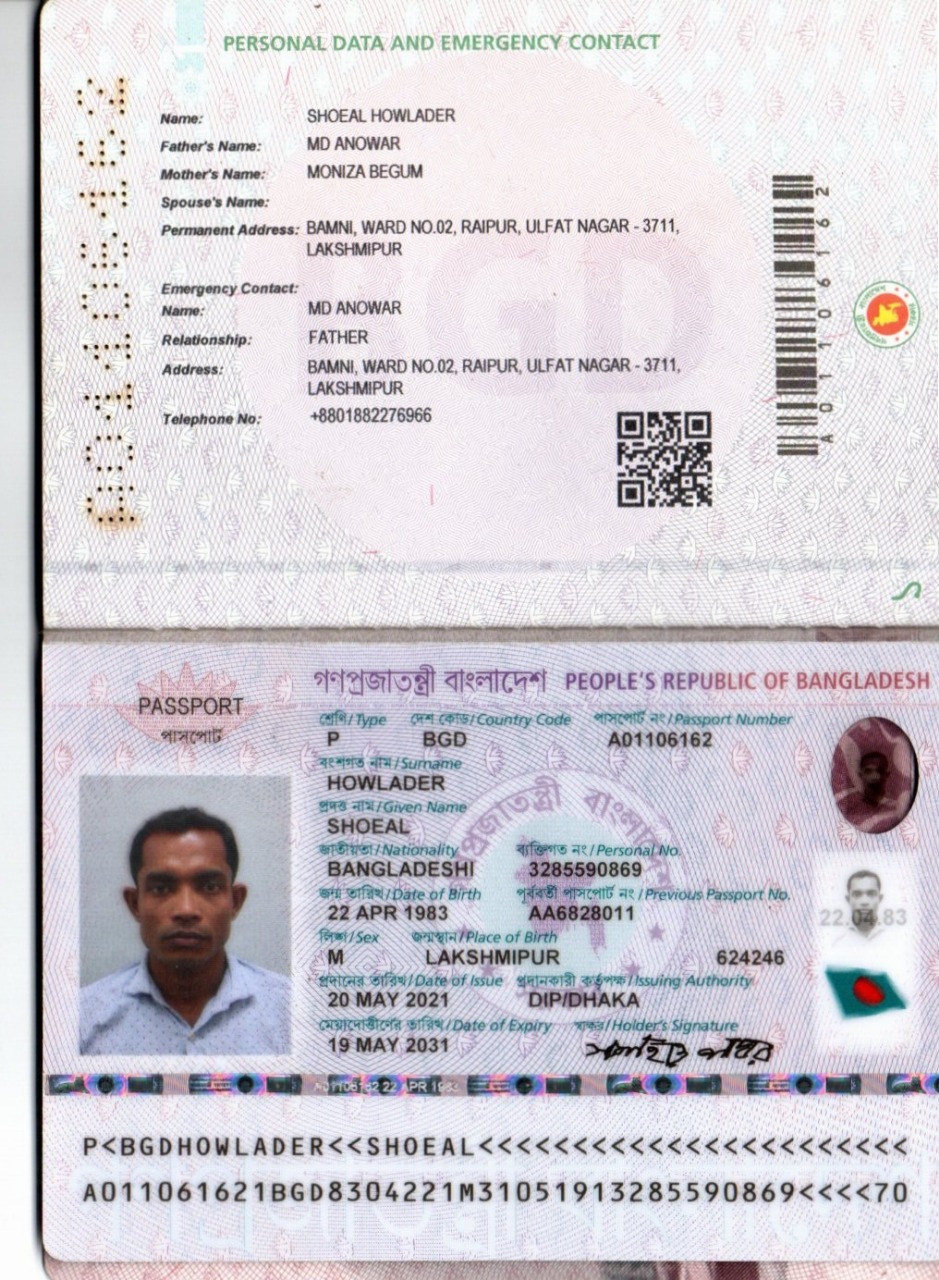 PERSONAL DATA AND EMERGENCY CONTACT
Name: SHOEAL HOWLADER
Father's Name: MD ANOWAR
Mother's Name: MONIZA BEGUM
Spouse's Name:
Permanent Address: BAMNI, WARD NO.02, RAIPUR, ULFAT NAGAR - 3711,
LAKSHMIPUR
Emergency Contact:
Name: MD ANOWAR
Relationship: FATHER
Address: BAMNI, WARD NO.02, RAIPUR, ULFAT NAGAR - 3711,
LAKSHMIPUR
Telephone No: +8801882276966
A01106162
A01106162
BGD
PASSPORT
পাসপোর্ট
গণপ্রজাতন্ত্রী বাংলাদেশ PEOPLE'S REPUBLIC OF BANGLADESH
শ্রেণি/Type দেশ কোড/Country Code পাসপোর্ট নং/Passport Number
P BGD A01106162
বংশগত নাম/Surname
HOWLADER
প্রদত্ত নাম/Given Name
SHOEAL
জাতীয়তা/Nationality ব্যক্তিগত নং/Personal No.
BANGLADESHI 3285590869
জন্ম তারিখ/Date of Birth পূর্ববর্তী পাসপোর্ট নং/Previous Passport No.
22 APR 1983 AA6828011
লিঙ্গ/Sex জন্মস্থান/Place of Birth
M LAKSHMIPUR 624246
প্রদানের তারিখ/Date of Issue প্রদানকারী কর্তৃপক্ষ/Issuing Authority
20 MAY 2021 DIP/DHAKA
মেয়াদোত্তীর্ণের তারিখ/Date of Expiry স্বাক্ষর/Holder's Signature
19 MAY 2031
22.04.83
A01106162 22 APR 1983
P<BGDHOWLADER<<SHOEAL<<<<<<<<<<<<<<<<<<<<<<<
A011061621BGD8304221M31051913285590869<<<<70